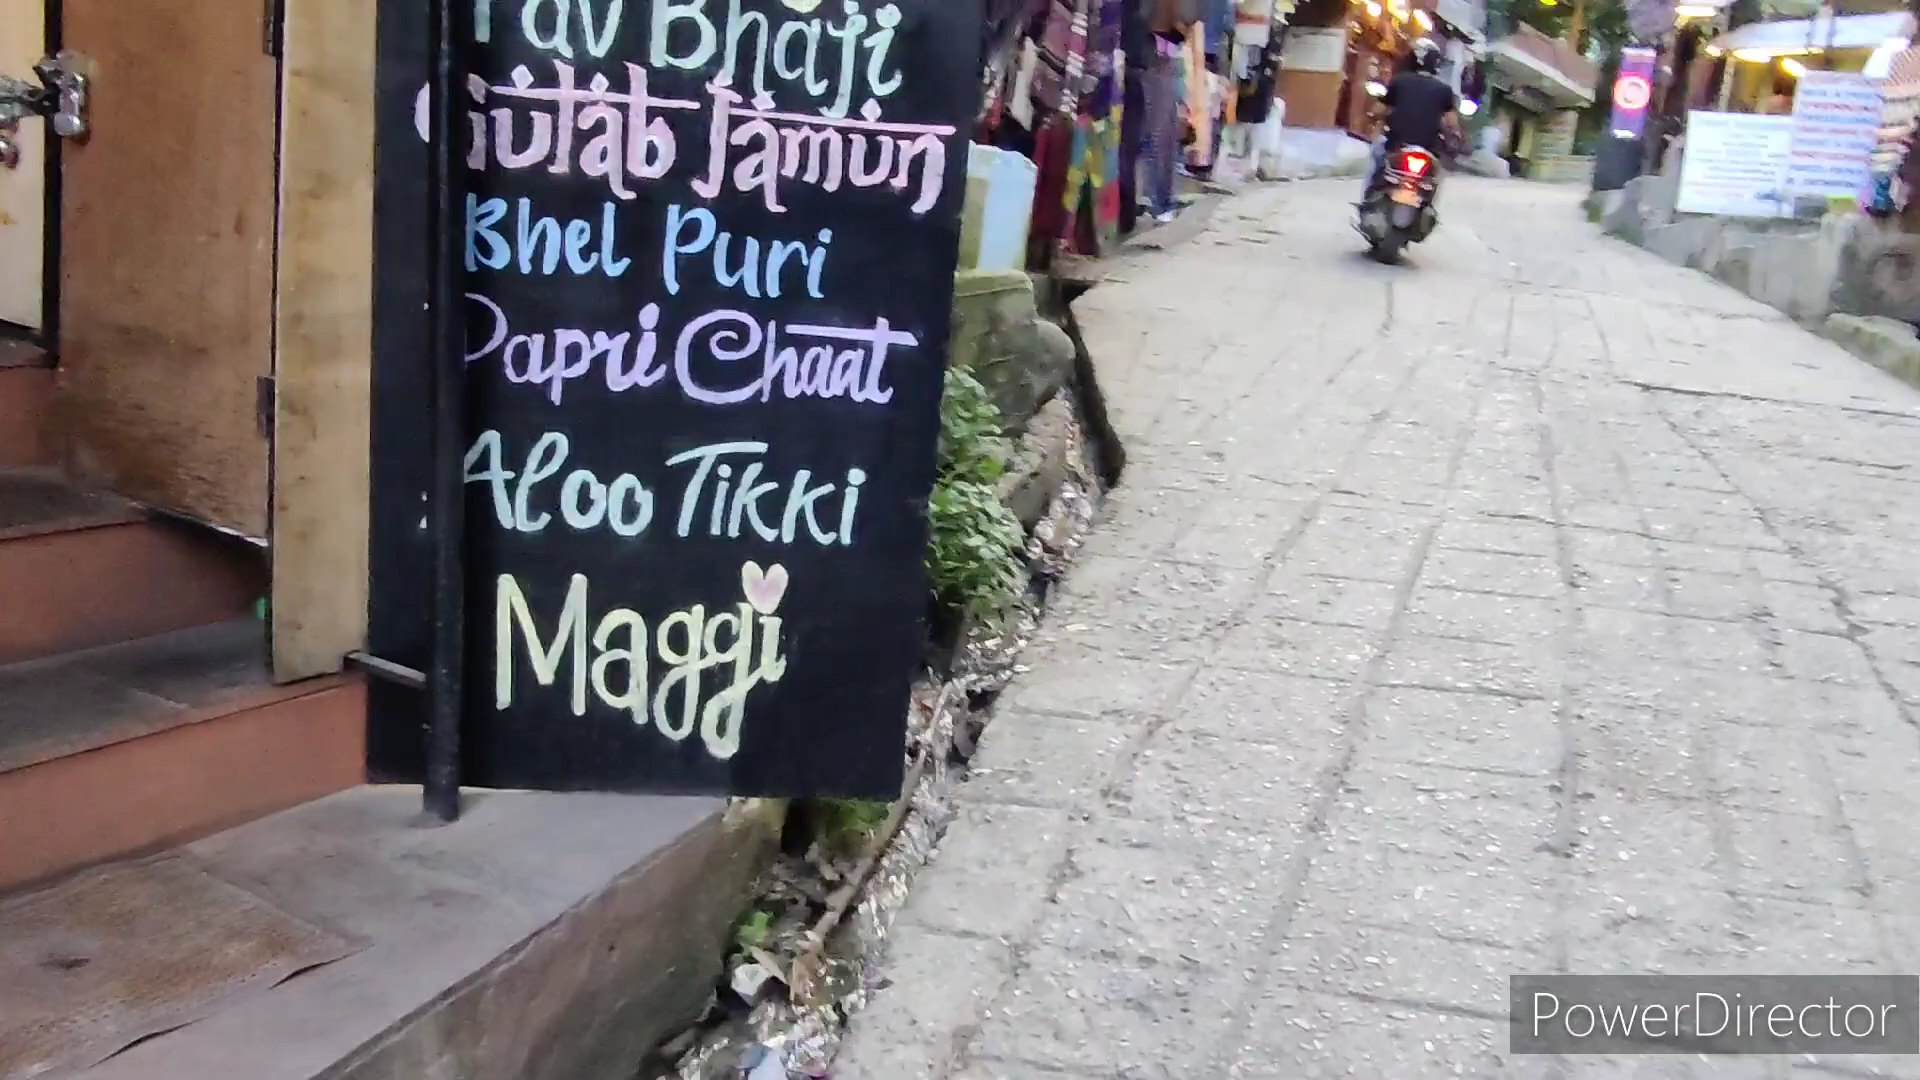 Pav Bhaji
Gulab Jamun
Bhel Puri
Papri Chaat
Aloo Tikki
Maggi
PowerDirector